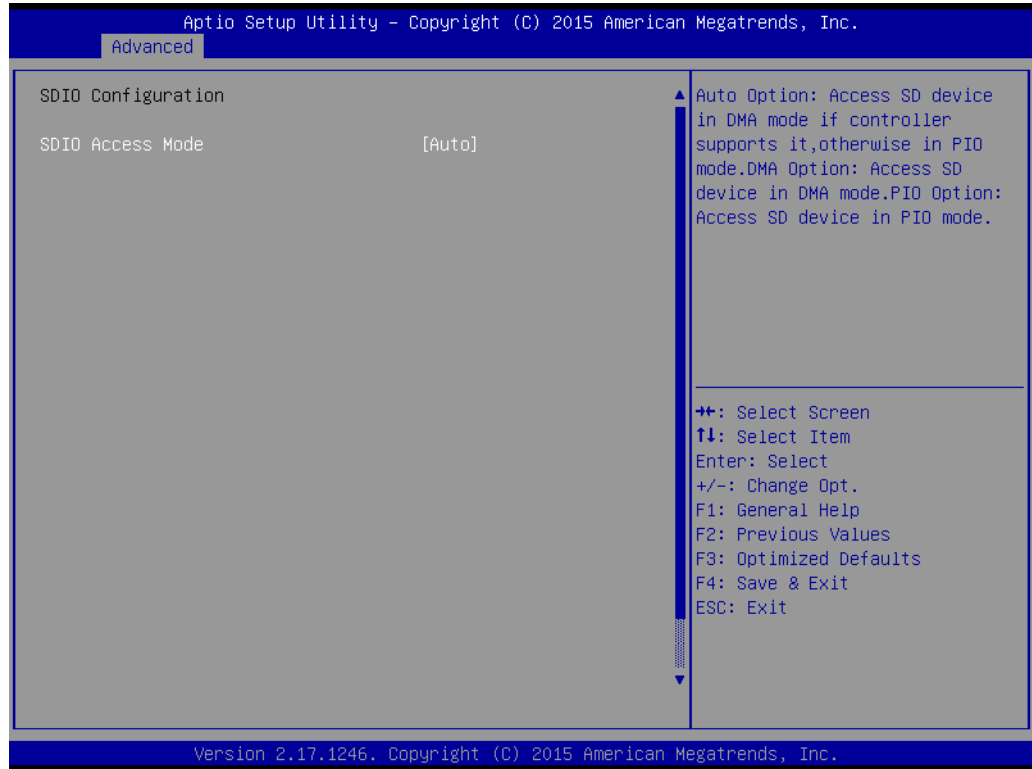 Aptio Setup Utility – Copyright (C) 2015 American Megatrends, Inc.
Advanced
SDIO Configuration
SDIO Access Mode [Auto]
Auto Option: Access SD device
in DMA mode if controller
supports it,otherwise in PIO
mode.DMA Option: Access SD
device in DMA mode.PIO Option:
Access SD device in PIO mode.
→←: Select Screen
↑↓: Select Item
Enter: Select
+/-: Change Opt.
F1: General Help
F2: Previous Values
F3: Optimized Defaults
F4: Save & Exit
ESC: Exit
Version 2.17.1246. Copyright (C) 2015 American Megatrends, Inc.